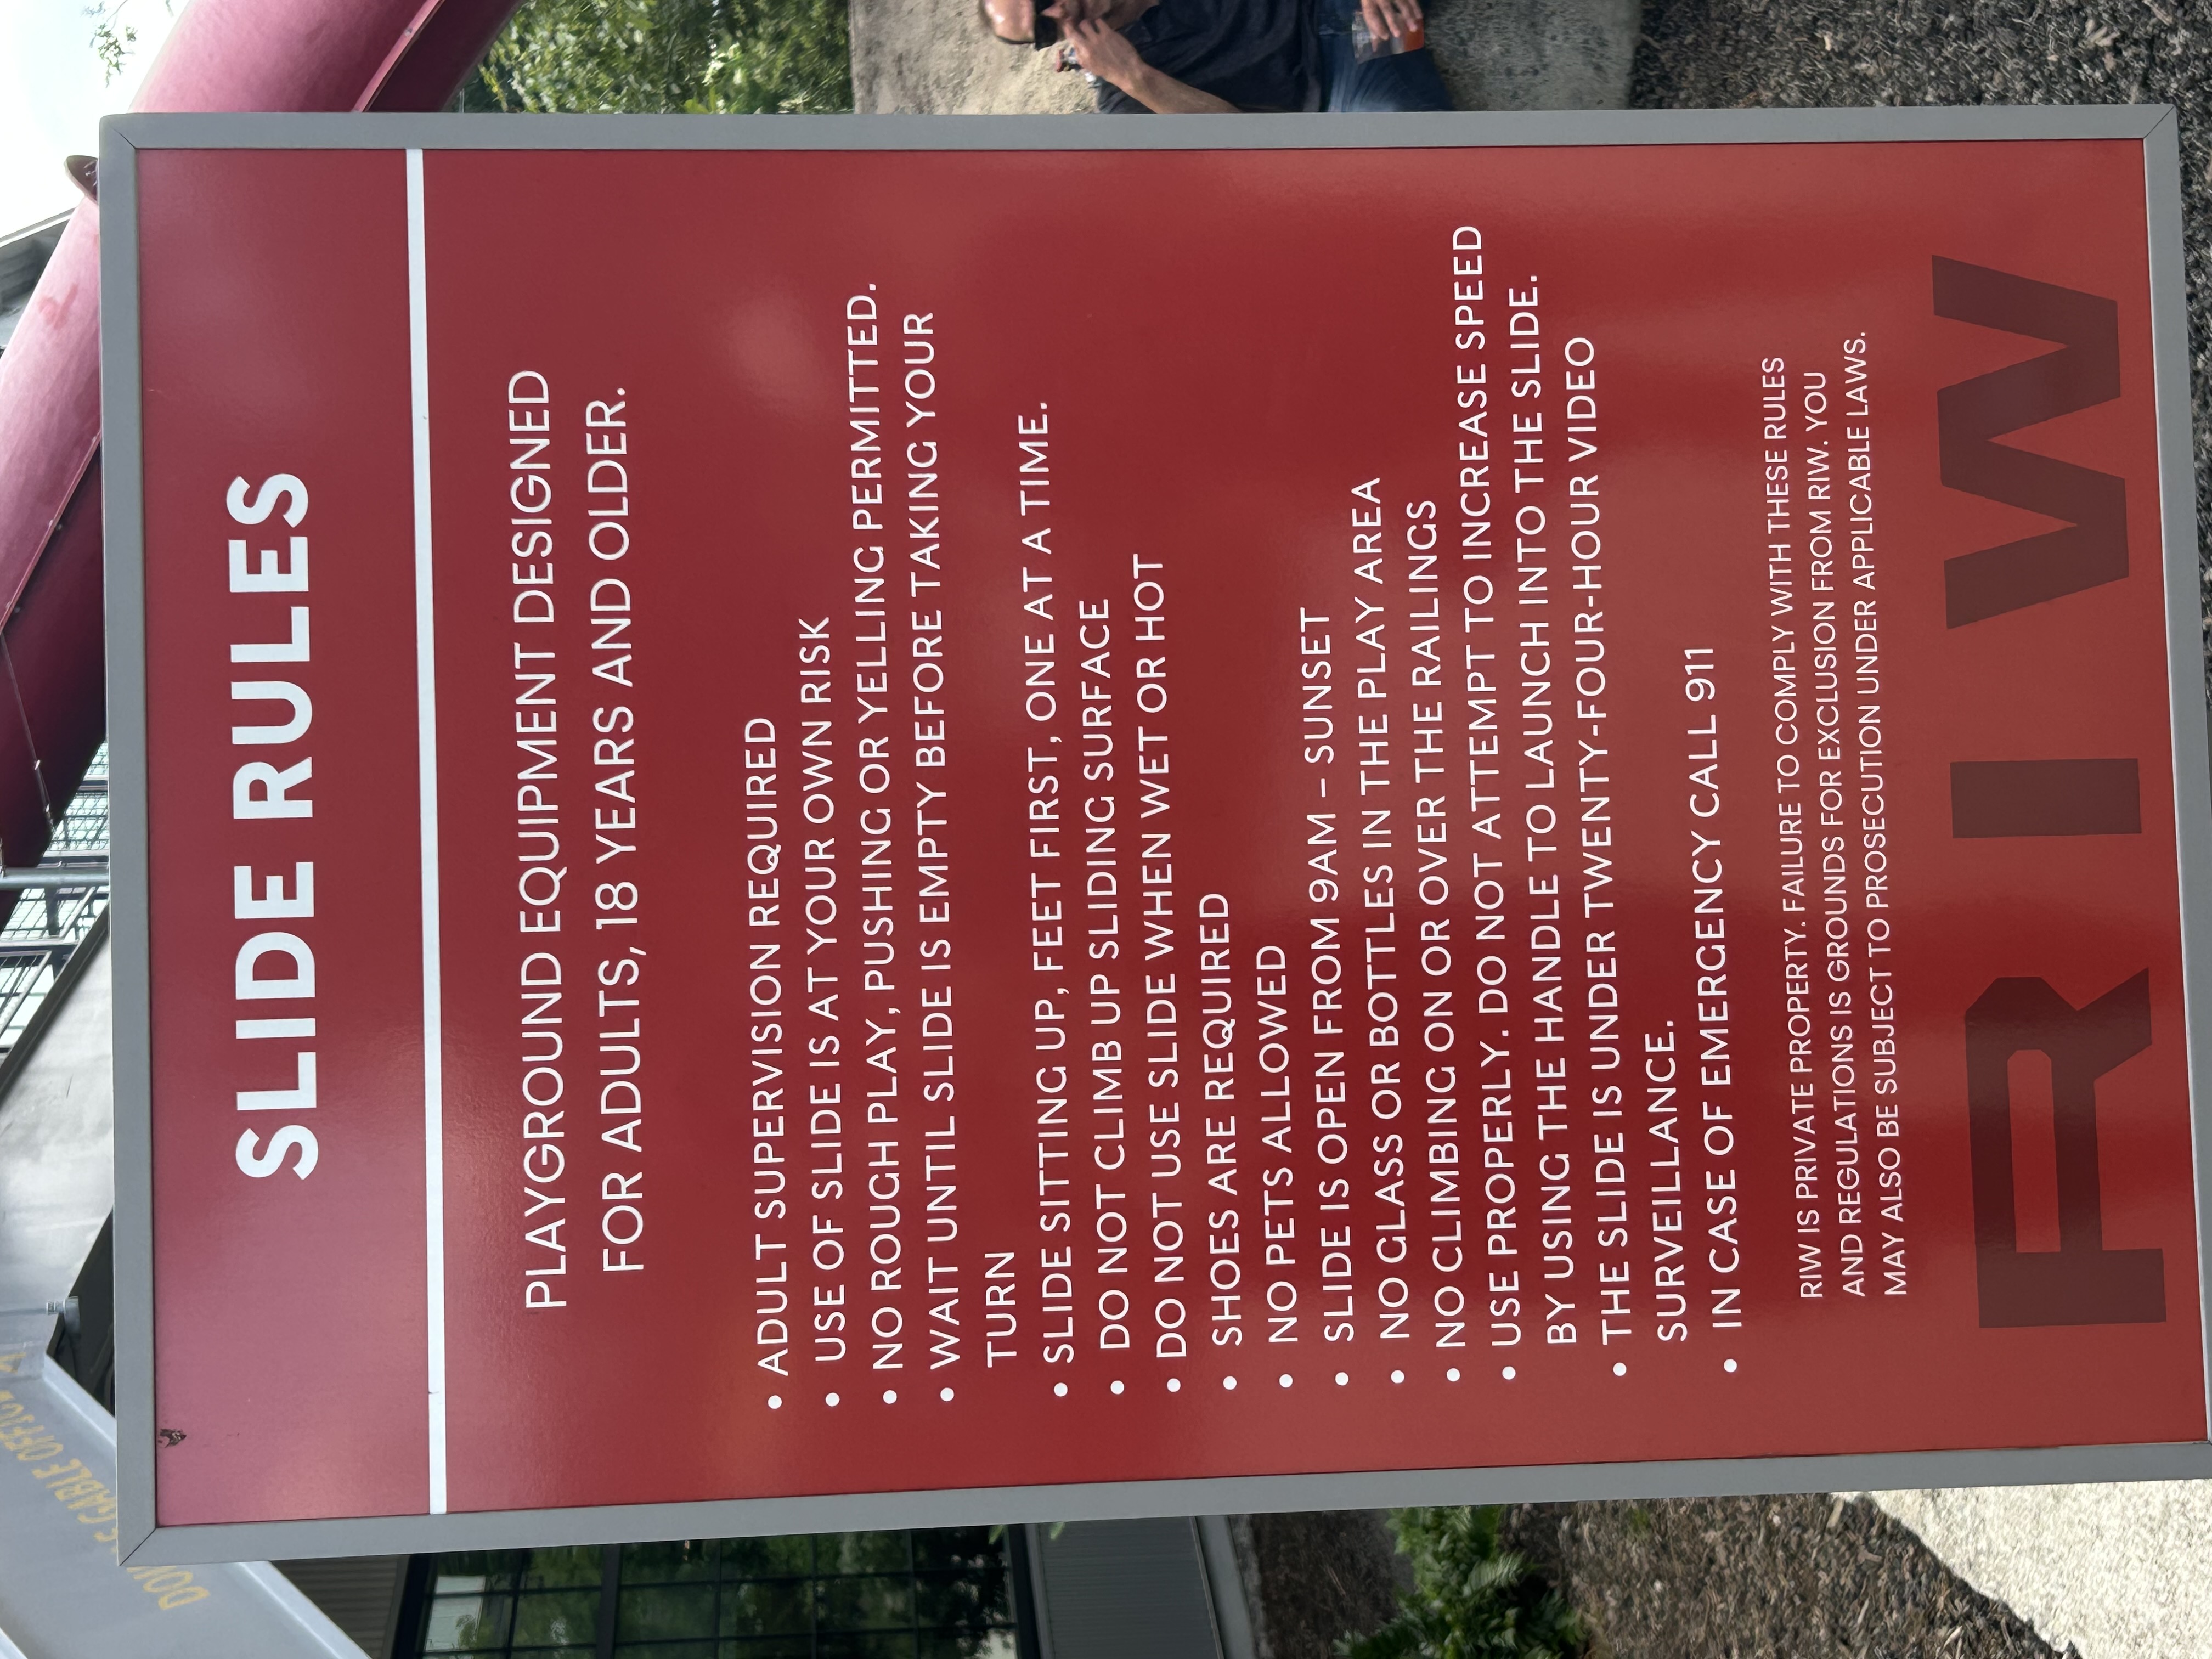 SLIDE RULES
PLAYGROUND EQUIPMENT DESIGNED
FOR ADULTS, 18 YEARS AND OLDER.
• ADULT SUPERVISION REQUIRED
• USE OF SLIDE IS AT YOUR OWN RISK
• NO ROUGH PLAY, PUSHING OR YELLING PERMITTED.
• WAIT UNTIL SLIDE IS EMPTY BEFORE TAKING YOUR
TURN
• SLIDE SITTING UP, FEET FIRST, ONE AT A TIME.
• DO NOT CLIMB UP SLIDING SURFACE
• DO NOT USE SLIDE WHEN WET OR HOT
• SHOES ARE REQUIRED
• NO PETS ALLOWED
• SLIDE IS OPEN FROM 9AM – SUNSET
• NO GLASS OR BOTTLES IN THE PLAY AREA
• NO CLIMBING ON OR OVER THE RAILINGS
• USE PROPERLY. DO NOT ATTEMPT TO INCREASE SPEED
BY USING THE HANDLE TO LAUNCH INTO THE SLIDE.
• THE SLIDE IS UNDER TWENTY-FOUR-HOUR VIDEO
SURVEILLANCE.
• IN CASE OF EMERGENCY CALL 911
RIW IS PRIVATE PROPERTY. FAILURE TO COMPLY WITH THESE RULES
AND REGULATIONS IS GROUNDS FOR EXCLUSION FROM RIW. YOU
MAY ALSO BE SUBJECT TO PROSECUTION UNDER APPLICABLE LAWS.
RIW